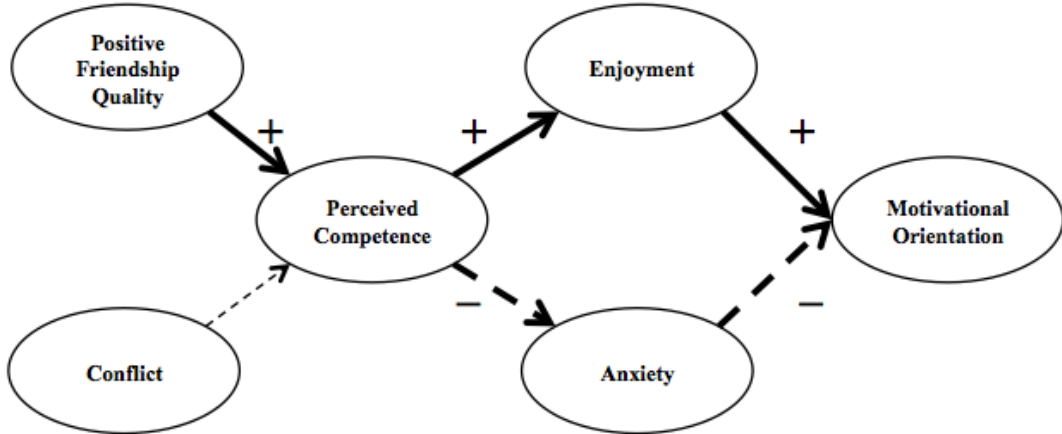 Positive
Friendship
Quality
Enjoyment
+
+
+
Perceived
Competence
Motivational
Orientation
−
−
Conflict
Anxiety